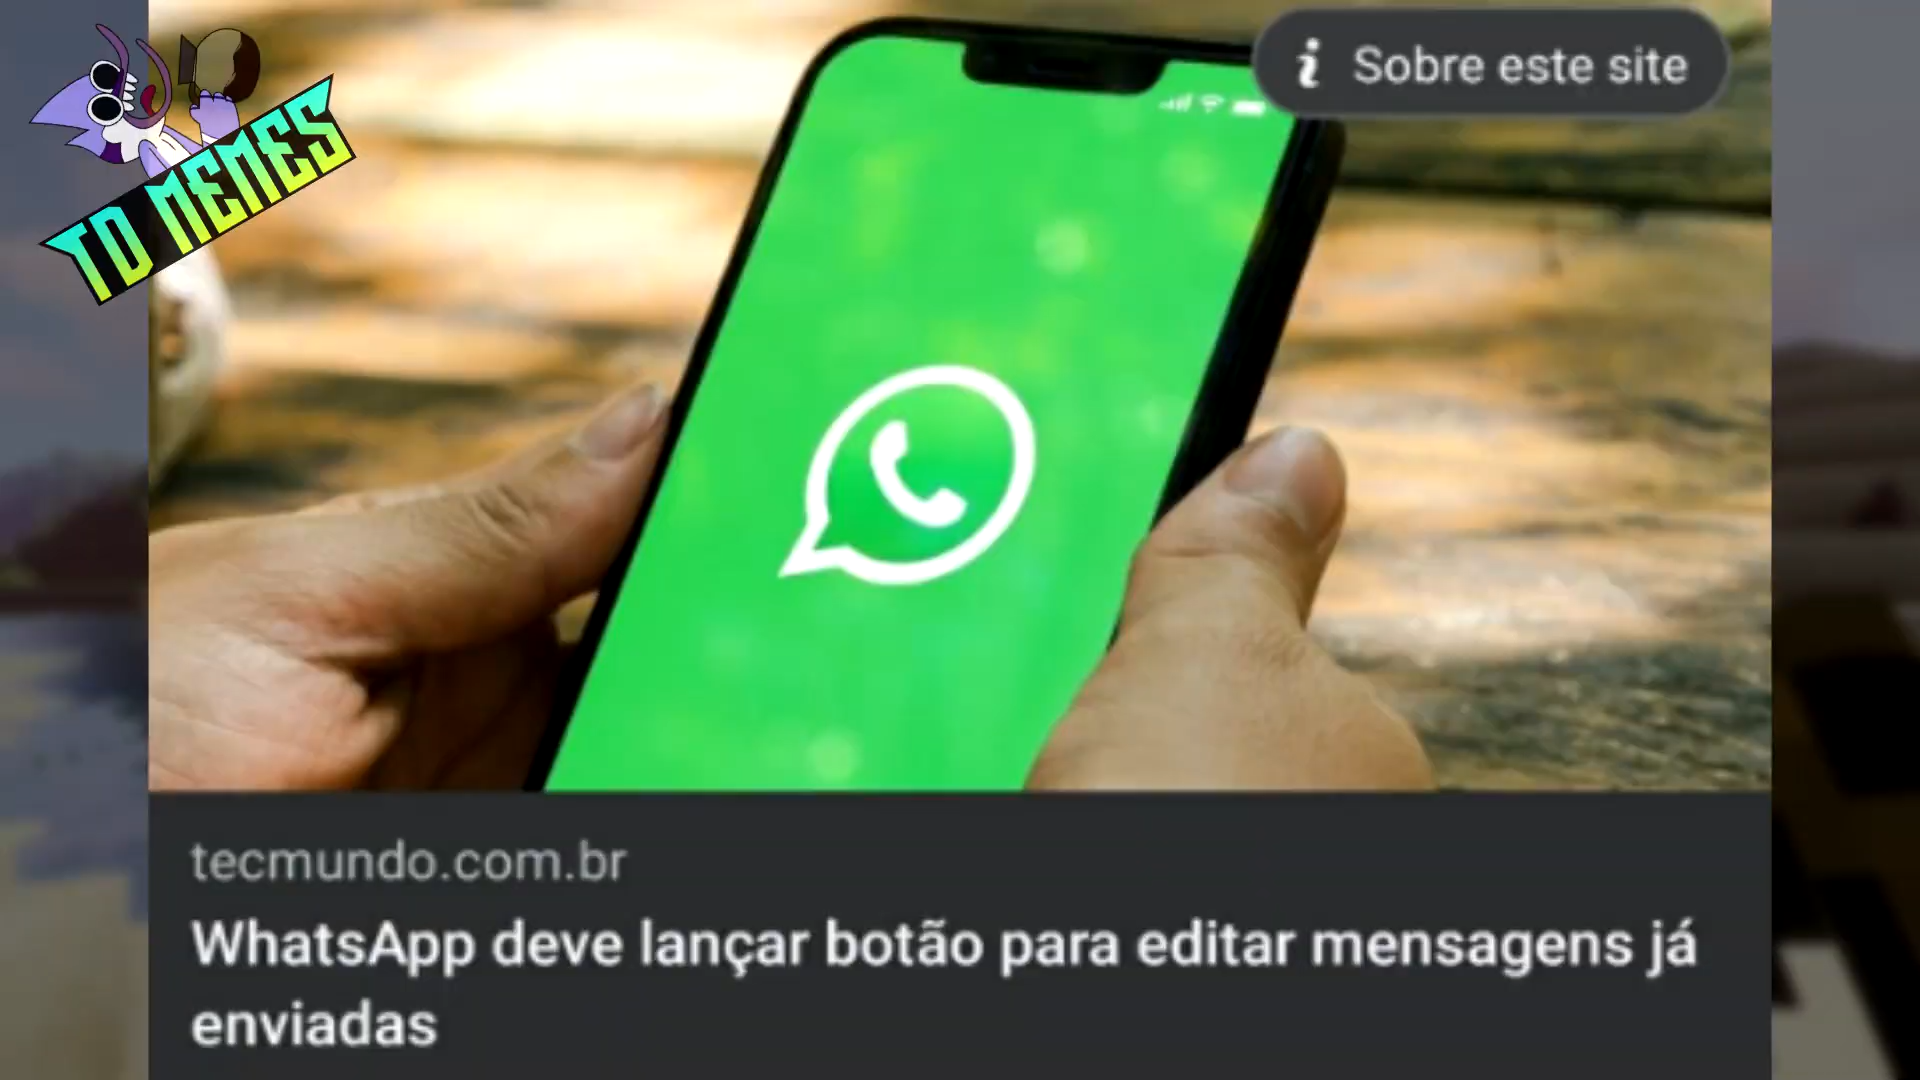 Sobre este site
TD MEMES
tecmundo.com.br
WhatsApp deve lançar botão para editar mensagens já
enviadas